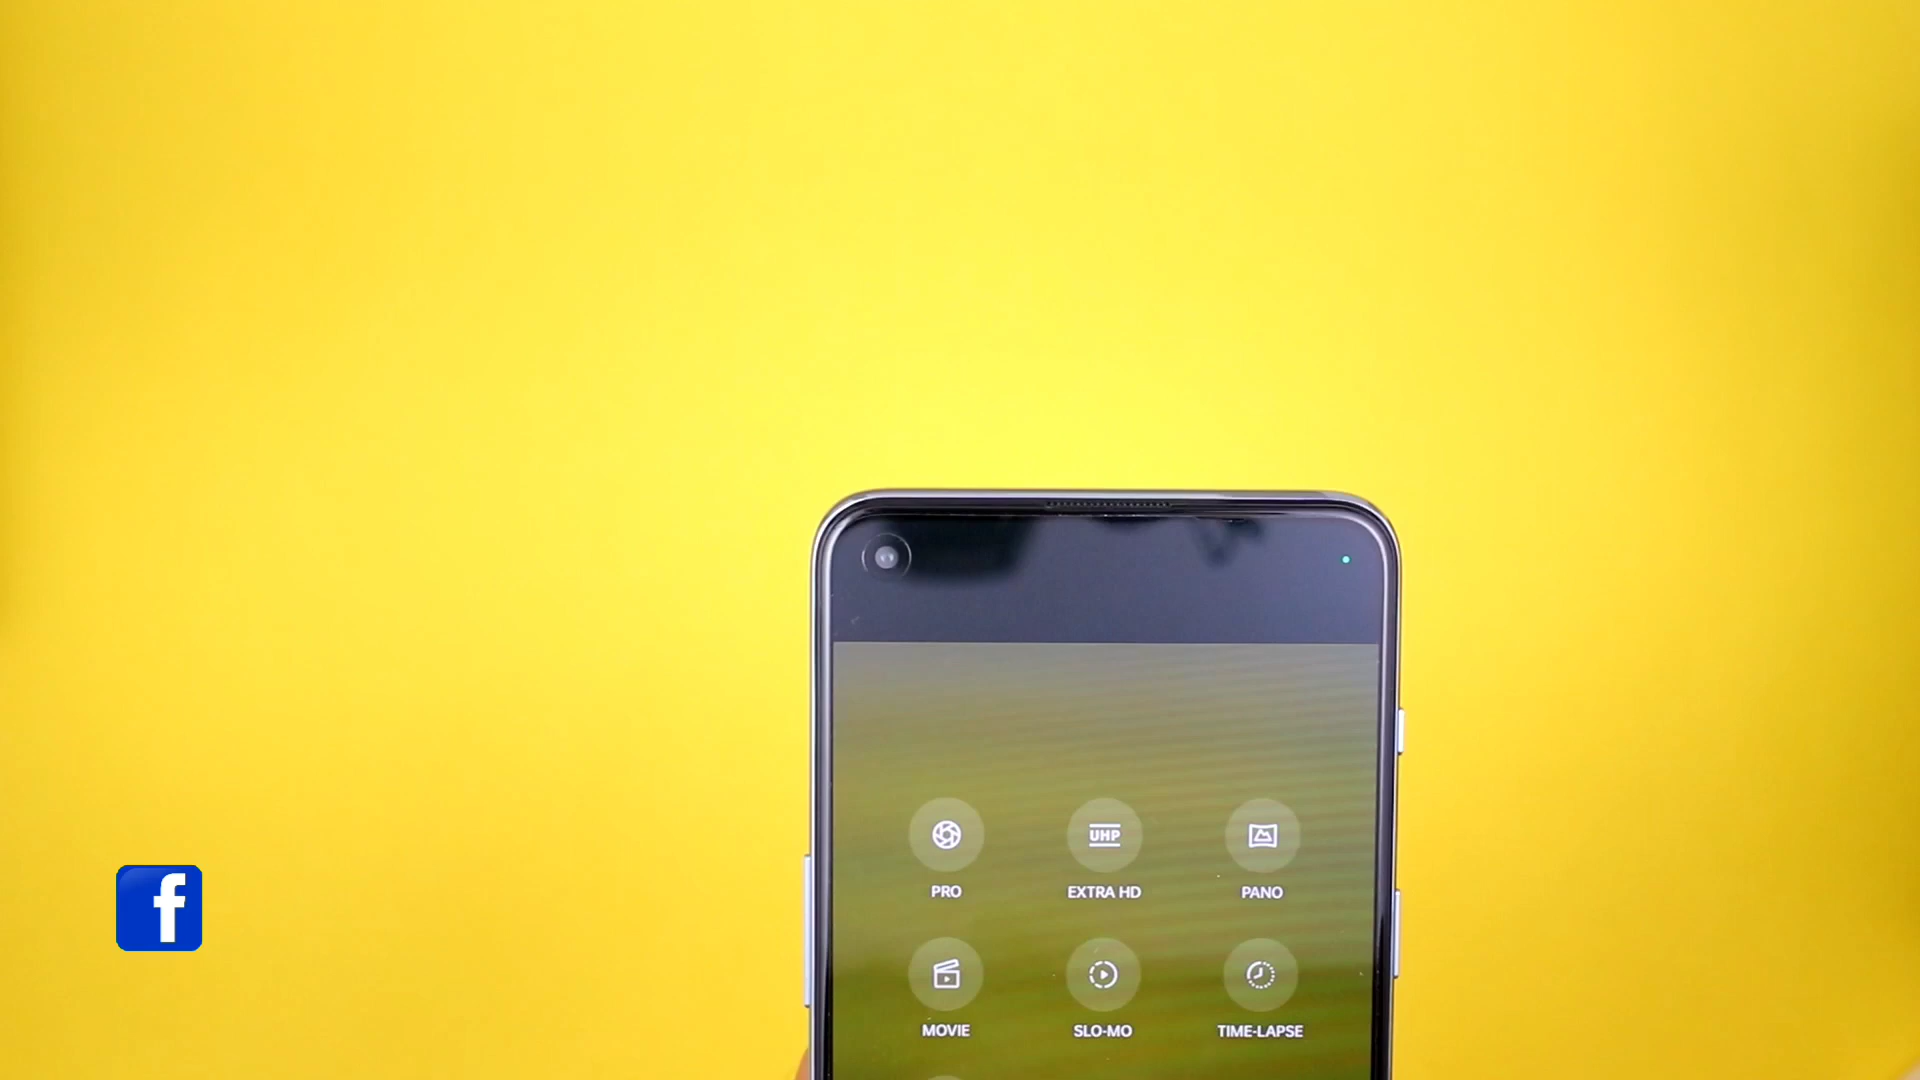 UHP
PRO
EXTRA HD
PANO
MOVIE
SLO-MO
TIME-LAPSE
f